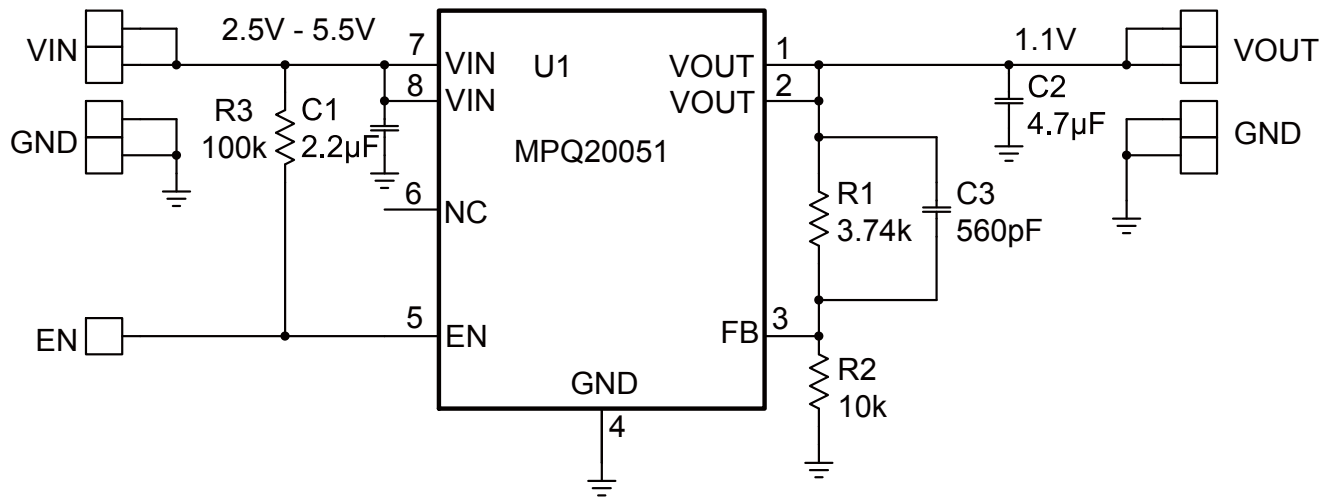 VIN
2.5V - 5.5V
7
VIN
U1
VOUT
1
1.1V
VOUT
8
VIN
VOUT
2
R3
100k
C1
2.2µF
C2
4.7µF
GND
GND
MPQ20051
6
NC
R1
3.74k
C3
560pF
EN
5
EN
FB
3
GND
4
R2
10k